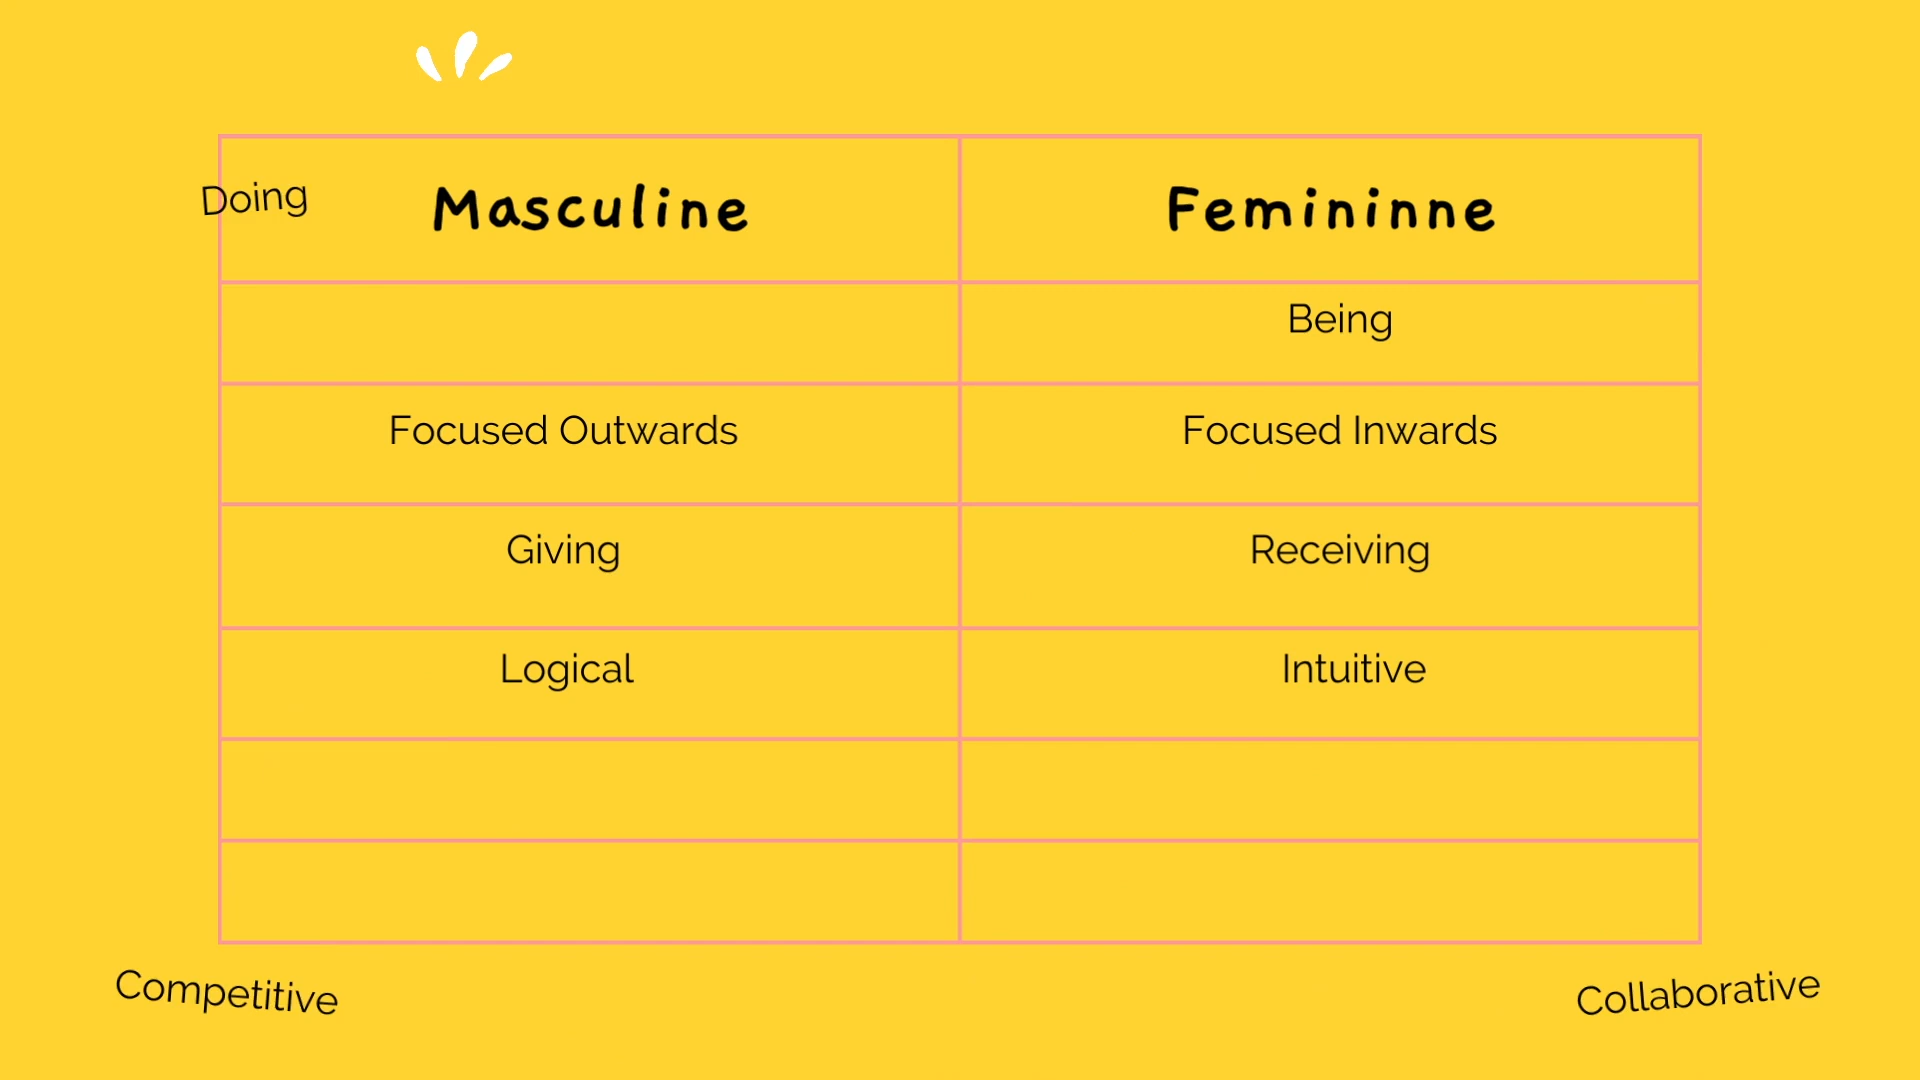 Doing
Masculine
Femininne
Being
Focused Outwards
Focused Inwards
Giving
Receiving
Logical
Intuitive
Competitive
Collaborative